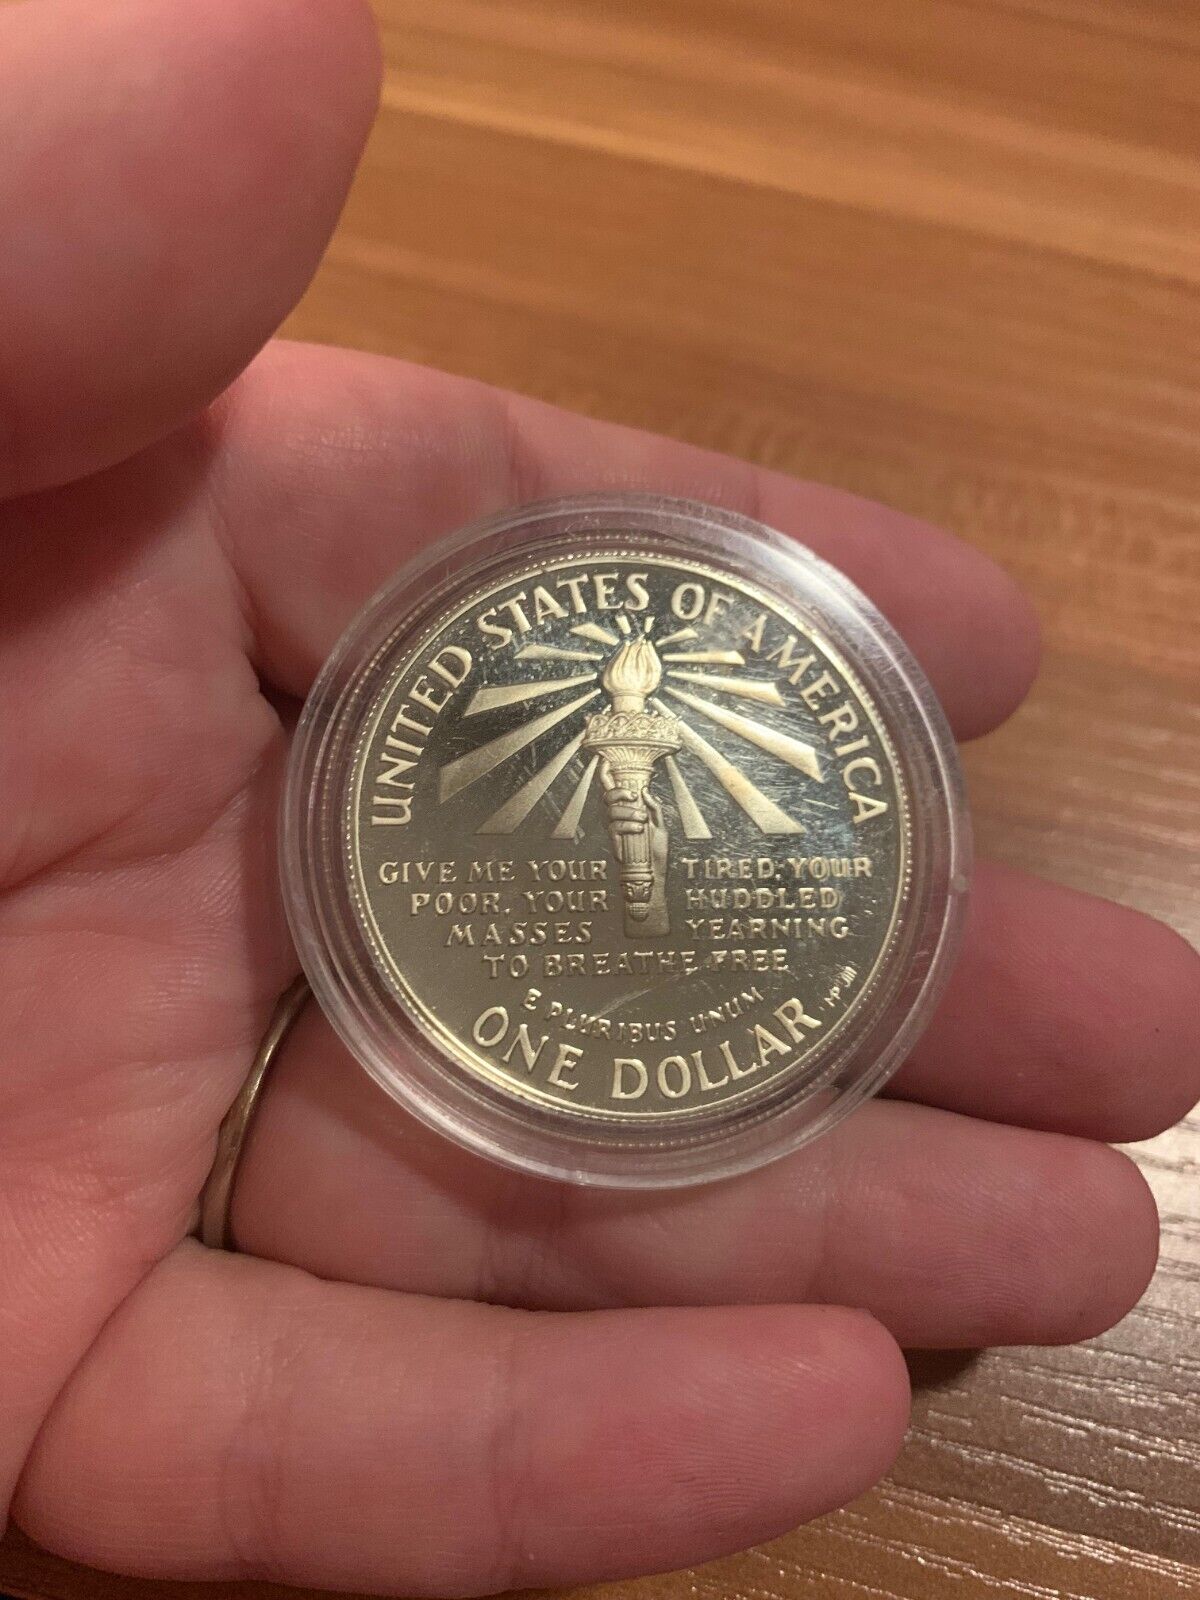 UNITED STATES OF AMERICA
GIVE ME YOUR TIRED, YOUR
POOR, YOUR HUDDLED
MASSES YEARNING
TO BREATHE FREE
E PLURIBUS UNUM
ONE DOLLAR